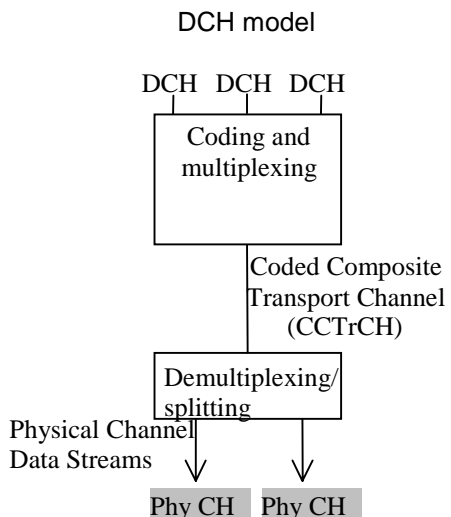 DCH model
DCH DCH DCH
Coding and
multiplexing
Coded Composite
Transport Channel
(CCTrCH)
Demultiplexing/
splitting
Physical Channel
Data Streams
Phy CH Phy CH